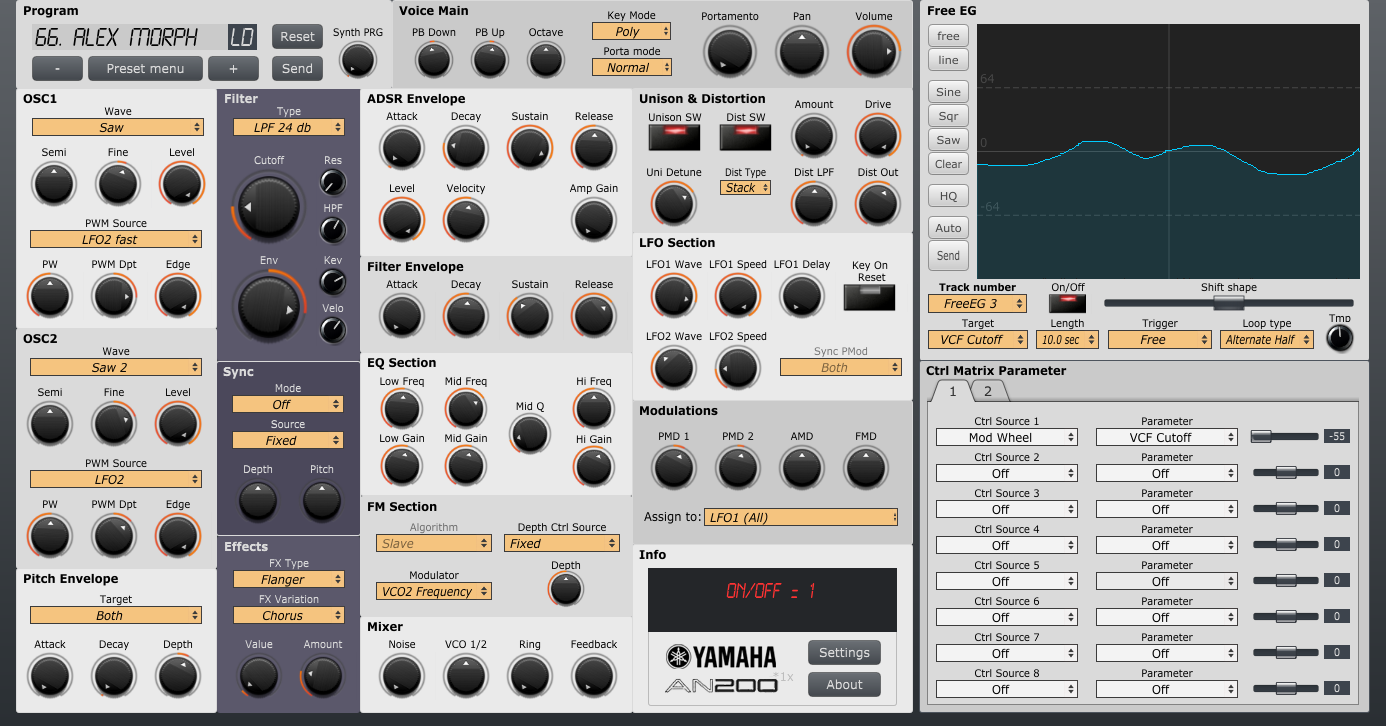 Program
66. ALEX MORPH LD
Reset
Synth PRG
-
Preset menu
+
Send
Voice Main
PB Down
PB Up
Octave
Key Mode
Poly
Porta mode
Normal
Portamento
Pan
Volume
OSC1
Wave
Saw
Semi
Fine
Level
PWM Source
LFO2 fast
PW
PWM Dpt
Edge
OSC2
Wave
Saw 2
Semi
Fine
Level
PWM Source
LFO2
PW
PWM Dpt
Edge
Pitch Envelope
Target
Both
Attack
Decay
Depth
Filter
Type
LPF 24 db
Cutoff
Res
HPF
Env
Kev
Velo
Sync
Mode
Off
Source
Fixed
Depth
Pitch
Effects
FX Type
Flanger
FX Variation
Chorus
Value
Amount
ADSR Envelope
Attack
Decay
Sustain
Release
Level
Velocity
Amp Gain
Filter Envelope
Attack
Decay
Sustain
Release
EQ Section
Low Freq
Mid Freq
Mid Q
Hi Freq
Low Gain
Mid Gain
Hi Gain
FM Section
Algorithm
Slave
Depth Ctrl Source
Fixed
Modulator
VCO2 Frequency
Depth
Mixer
Noise
VCO 1/2
Ring
Feedback
Unison & Distortion
Unison SW
Dist SW
Amount
Drive
Uni Detune
Dist Type
Stack
Dist LPF
Dist Out
LFO Section
LFO1 Wave
LFO1 Speed
LFO1 Delay
Key On
Reset
LFO2 Wave
LFO2 Speed
Sync PMod
Both
Modulations
PMD 1
PMD 2
AMD
FMD
Assign to:
LFO1 (All)
Info
ON/OFF = 1
YAMAHA
AN200
*1x
Settings
About
Free EG
free
line
Sine
Sqr
Saw
Clear
HQ
Auto
Send
64
0
-64
Track number
FreeEG 3
On/Off
Shift shape
Target
VCF Cutoff
Length
10.0 sec
Trigger
Free
Loop type
Alternate Half
Tmp
Ctrl Matrix Parameter
1
2
Ctrl Source 1
Parameter
Mod Wheel
VCF Cutoff
-55
Ctrl Source 2
Parameter
Off
Off
0
Ctrl Source 3
Parameter
Off
Off
0
Ctrl Source 4
Parameter
Off
Off
0
Ctrl Source 5
Parameter
Off
Off
0
Ctrl Source 6
Parameter
Off
Off
0
Ctrl Source 7
Parameter
Off
Off
0
Ctrl Source 8
Parameter
Off
Off
0